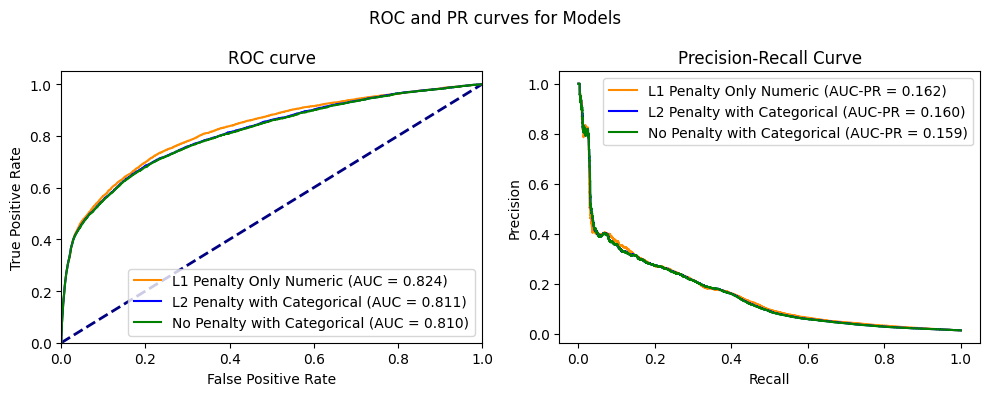 ROC and PR curves for Models
ROC curve
True Positive Rate
1.0
0.8
0.6
0.4
0.2
0.0
L1 Penalty Only Numeric (AUC = 0.824)
L2 Penalty with Categorical (AUC = 0.811)
No Penalty with Categorical (AUC = 0.810)
0.0 0.2 0.4 0.6 0.8 1.0
False Positive Rate
Precision-Recall Curve
Precision
1.0
0.8
0.6
0.4
0.2
0.0
L1 Penalty Only Numeric (AUC-PR = 0.162)
L2 Penalty with Categorical (AUC-PR = 0.160)
No Penalty with Categorical (AUC-PR = 0.159)
0.0 0.2 0.4 0.6 0.8 1.0
Recall